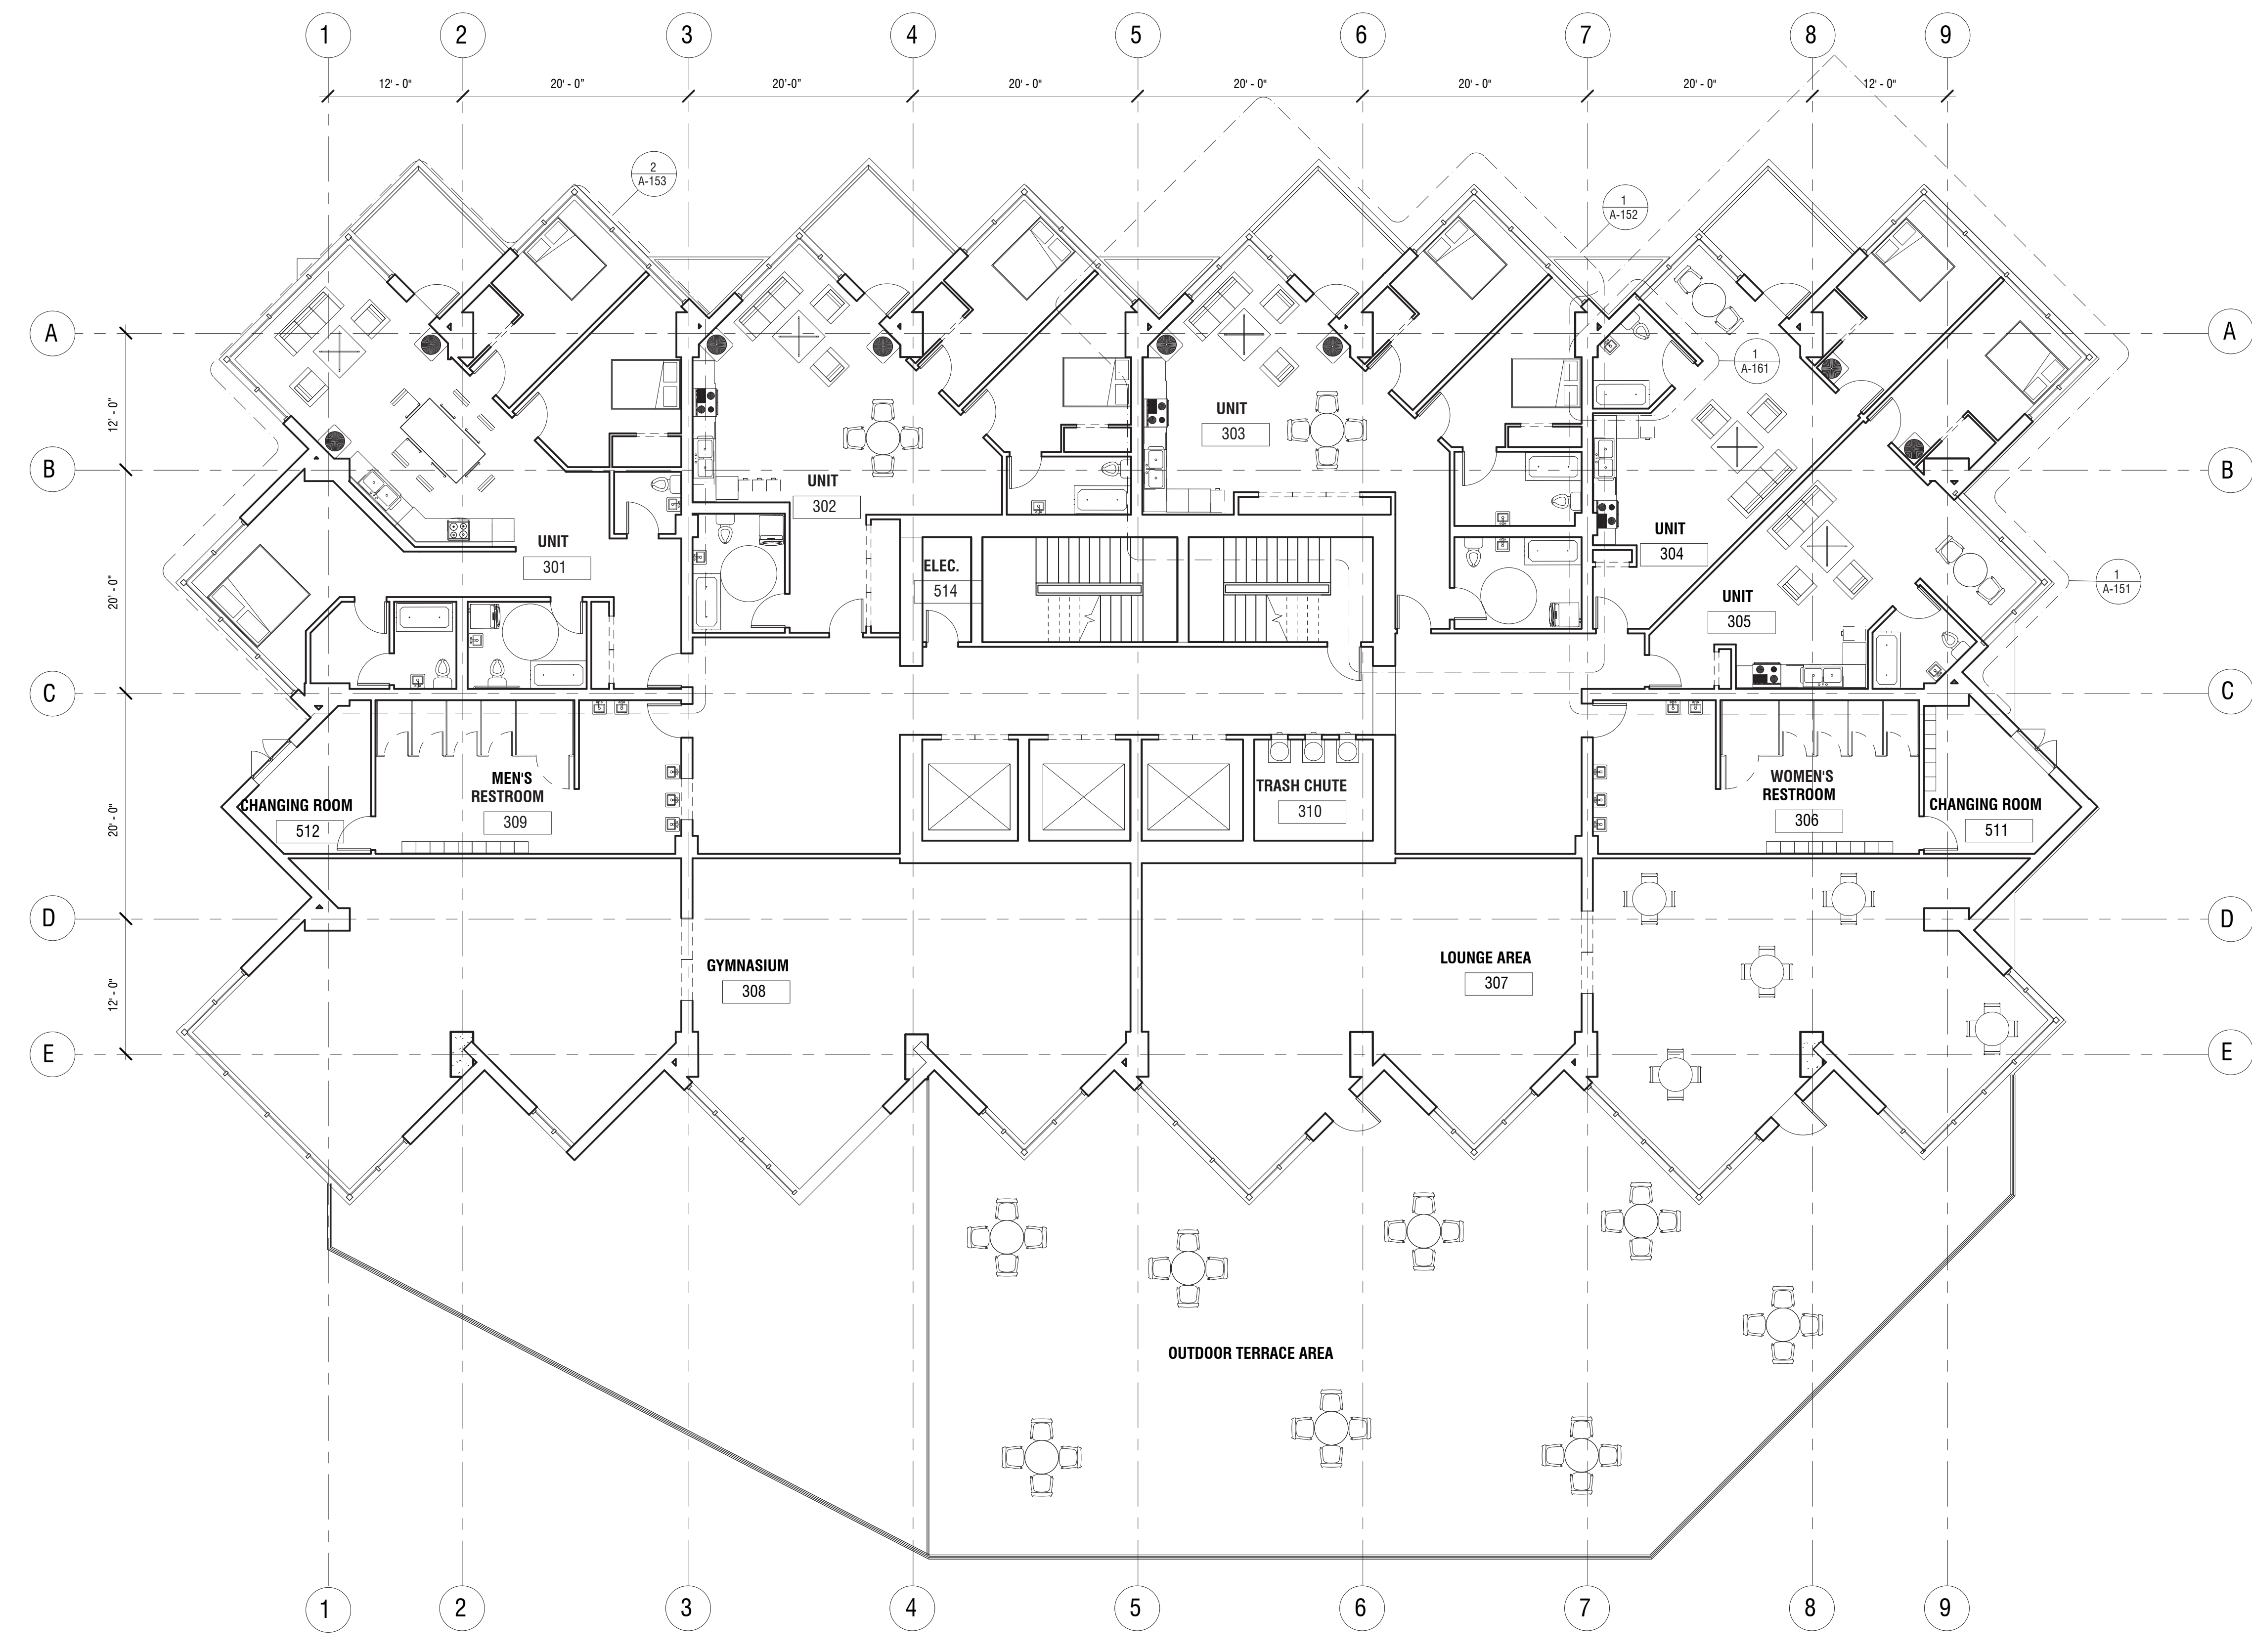 1 2 3 4 5 6 7 8 9
12' - 0" 20' - 0" 20'-0" 20' - 0" 20' - 0" 20' - 0" 20' - 0" 12' - 0"
2
A-153
1
A-152
A A
1
A-161
12' - 0"
UNIT
303
B B
UNIT
302
UNIT
304
UNIT
301
ELEC.
514
1
A-151
20' - 0"
UNIT
305
C C
MEN'S
RESTROOM
309
WOMEN'S
RESTROOM
306
TRASH CHUTE
310
CHANGING ROOM
512
CHANGING ROOM
511
20' - 0"
D D
GYMNASIUM
308
LOUNGE AREA
307
12' - 0"
E E
OUTDOOR TERRACE AREA
1 2 3 4 5 6 7 8 9